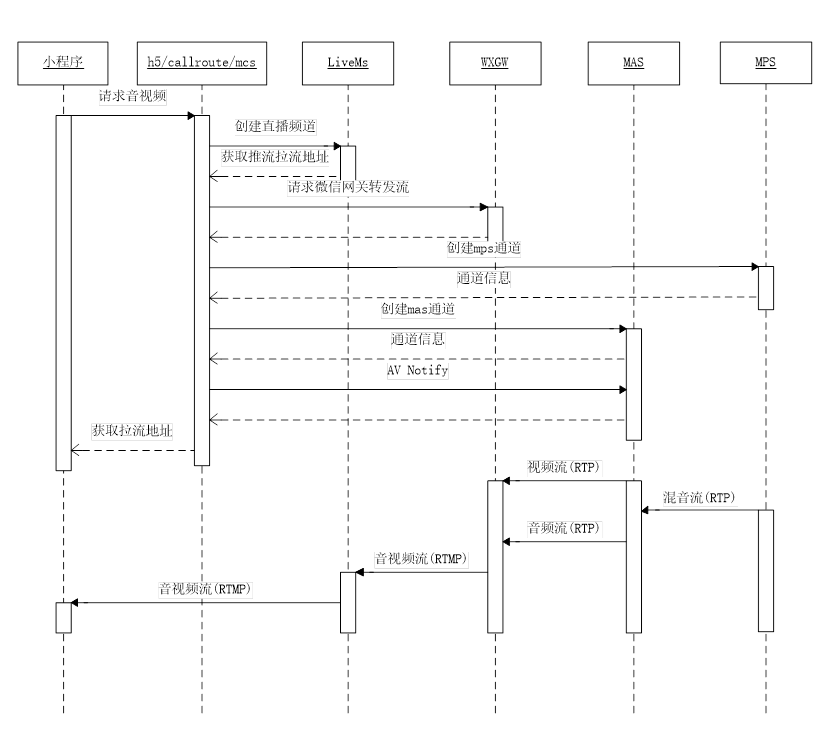 小程序
h5/callroute/mcs
LiveMs
WXGW
MAS
MPS
请求音视频
创建直播频道
获取推流拉流地址
请求微信网关转发流
创建mps通道
通道信息
创建mas通道
通道信息
AV Notify
获取拉流地址
视频流(RTP)
混音流(RTP)
音频流(RTP)
音视频流(RTMP)
音视频流(RTMP)